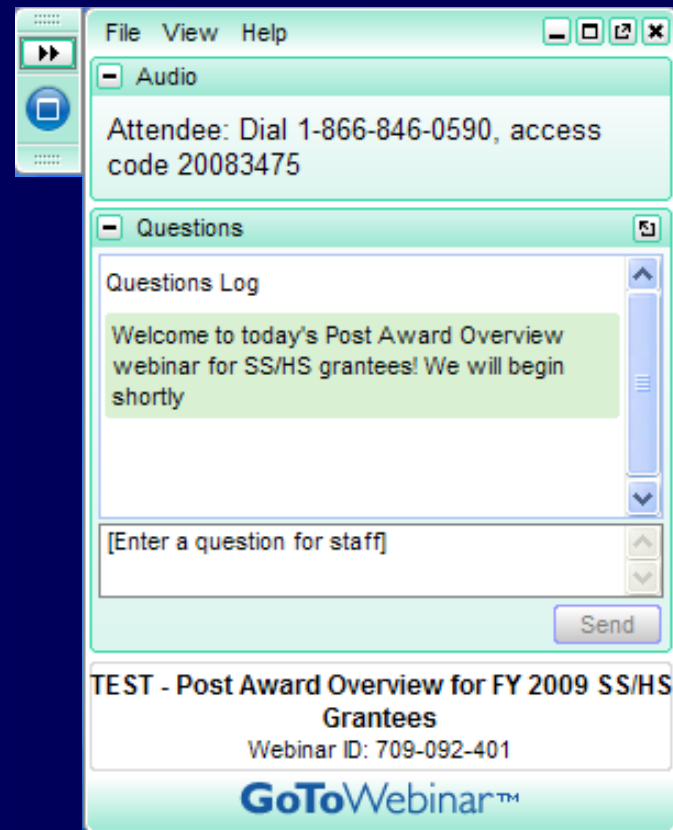 File View Help
Audio
Attendee: Dial 1-866-846-0590, access
code 20083475
Questions
Questions Log
Welcome to today's Post Award Overview
webinar for SS/HS grantees! We will begin
shortly
[Enter a question for staff]
Send
TEST - Post Award Overview for FY 2009 SS/HS
Grantees
Webinar ID: 709-092-401
GoToWebinar™